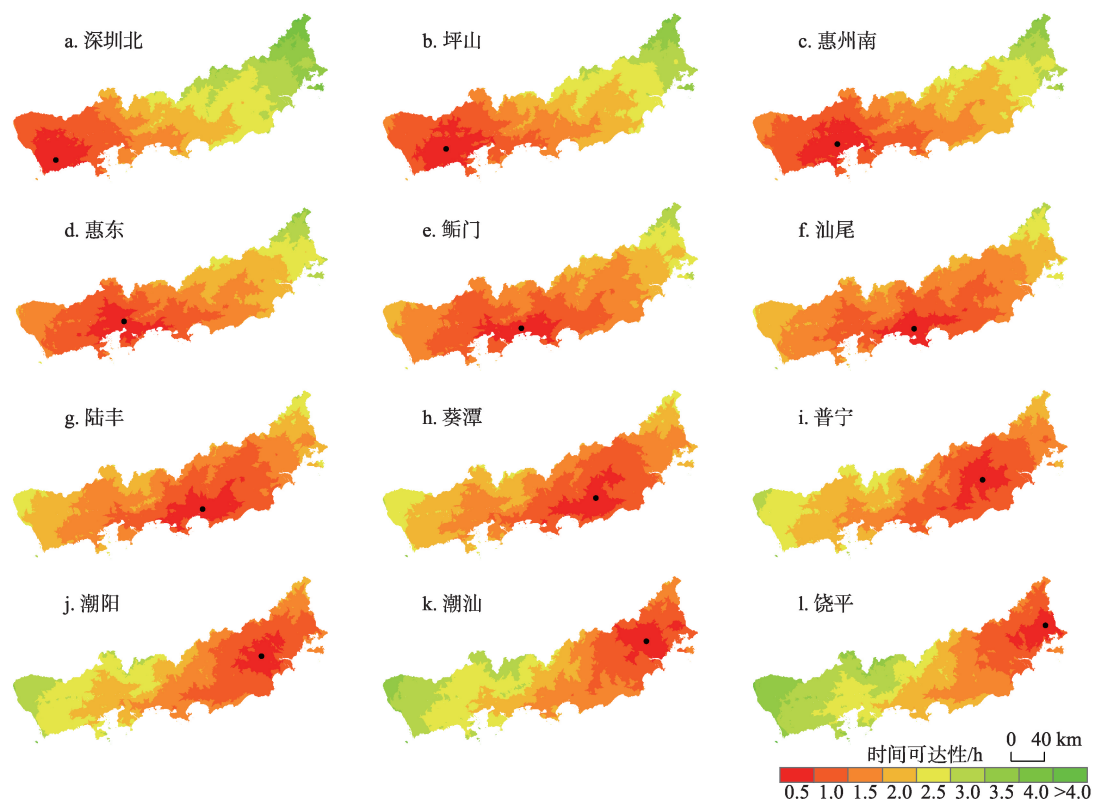 a. 深圳北
b. 坪山
c. 惠州南
d. 惠东
e. 鲘门
f. 汕尾
g. 陆丰
h. 葵潭
i. 普宁
j. 潮阳
k. 潮汕
l. 饶平
0 40 km
时间可达性/h
0.5 1.0 1.5 2.0 2.5 3.0 3.5 4.0 >4.0